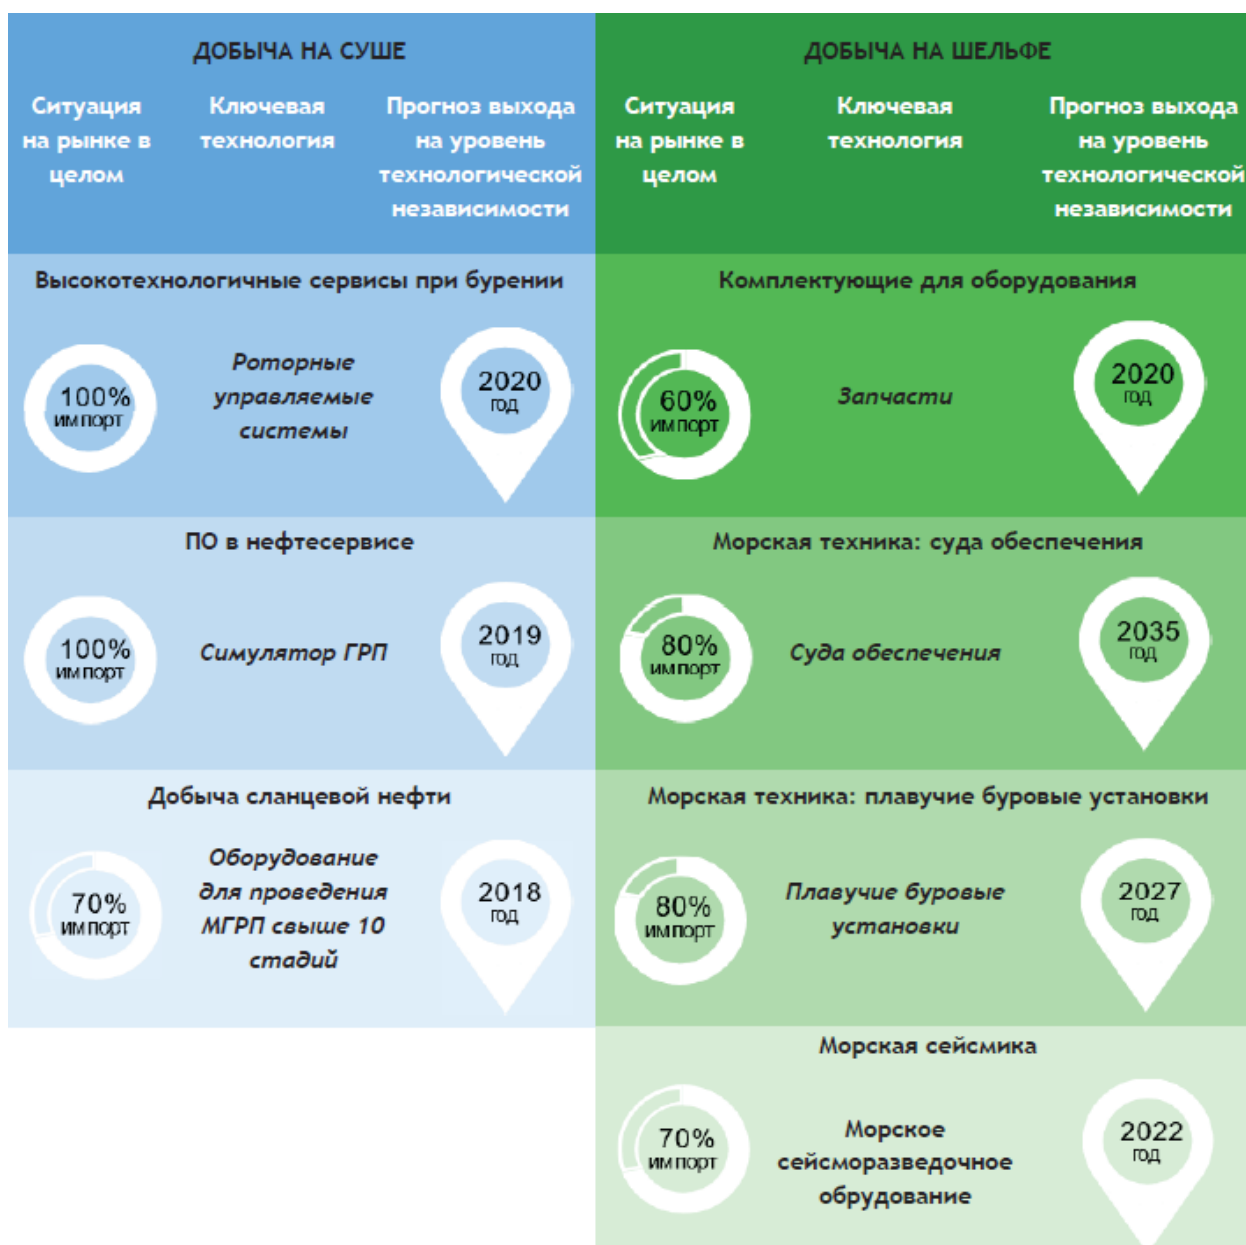 ДОБЫЧА НА СУШЕ
Ситуация
на рынке в
целом
Ключевая
технология
Прогноз выхода
на уровень
технологической
независимости
Высокотехнологичные сервисы при бурении
100%
импорт
Роторные
управляемые
системы
2020
год
ПО в нефтесервисе
100%
импорт
Симулятор ГРП
2019
год
Добыча сланцевой нефти
70%
импорт
Оборудование
для проведения
МГРП свыше 10
стадий
2018
год
ДОБЫЧА НА ШЕЛЬФЕ
Ситуация
на рынке в
целом
Ключевая
технология
Прогноз выхода
на уровень
технологической
независимости
Комплектующие для оборудования
60%
импорт
Запчасти
2020
год
Морская техника: суда обеспечения
80%
импорт
Суда обеспечения
2035
год
Морская техника: плавучие буровые установки
80%
импорт
Плавучие буровые
установки
2027
год
Морская сейсмика
70%
импорт
Морское
сейсморазведочное
обрудование
2022
год